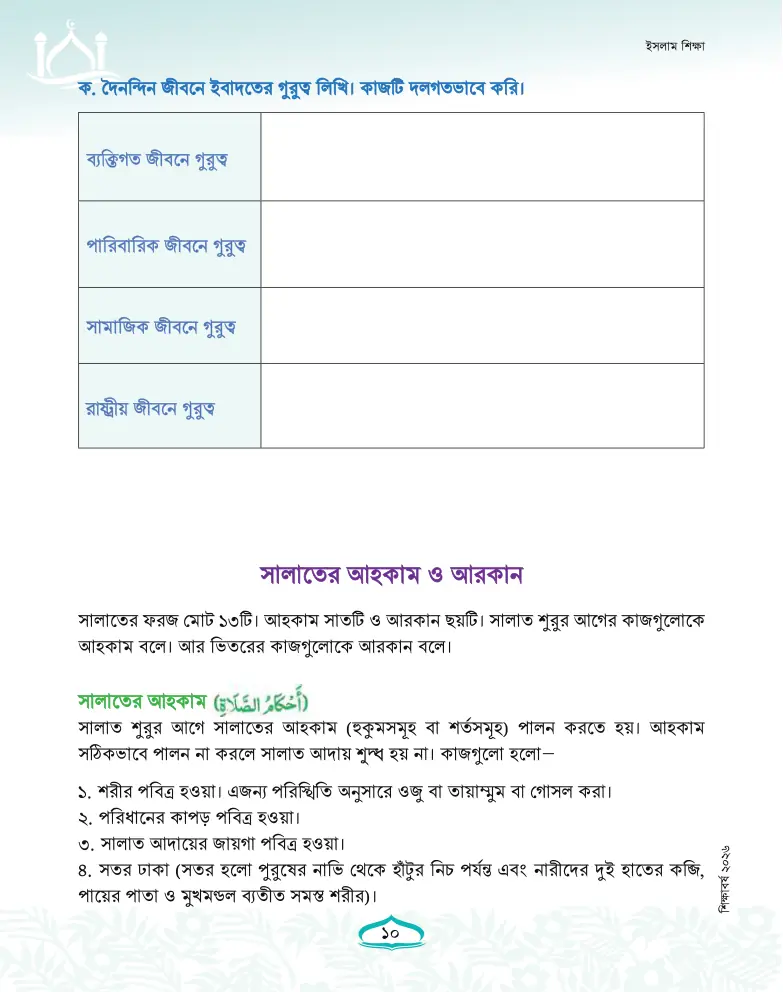 ইসলাম শিক্ষা
ক. দৈনন্দিন জীবনে ইবাদতের গুরুত্ব লিখি। কাজটি দলগতভাবে করি।
ব্যক্তিগত জীবনে গুরুত্ব
পারিবারিক জীবনে গুরুত্ব
সামাজিক জীবনে গুরুত্ব
রাষ্ট্রীয় জীবনে গুরুত্ব
সালাতের আহকাম ও আরকান
সালাতের ফরজ মোট ১৩টি। আহকাম সাতটি ও আরকান ছয়টি। সালাত শুরুর আগের কাজগুলোকে
আহকাম বলে। আর ভিতরের কাজগুলোকে আরকান বলে।
সালাতের আহকাম (أَحْكَامُ الصَّلَاةِ)
সালাত শুরুর আগে সালাতের আহকাম (হুকুমসমূহ বা শর্তসমূহ) পালন করতে হয়। আহকাম
সঠিকভাবে পালন না করলে সালাত আদায় শুদ্ধ হয় না। কাজগুলো হলো–
১. শরীর পবিত্র হওয়া। এজন্য পরিস্থিতি অনুসারে ওজু বা তায়াম্মুম বা গোসল করা।
২. পরিধানের কাপড় পবিত্র হওয়া।
৩. সালাত আদায়ের জায়গা পবিত্র হওয়া।
৪. সতর ঢাকা (সতর হলো পুরুষের নাভি থেকে হাঁটুর নিচ পর্যন্ত এবং নারীদের দুই হাতের কব্জি,
পায়ের পাতা ও মুখমন্ডল ব্যতীত সমস্ত শরীর)।
শিক্ষাবর্ষ ২০২৬
১০